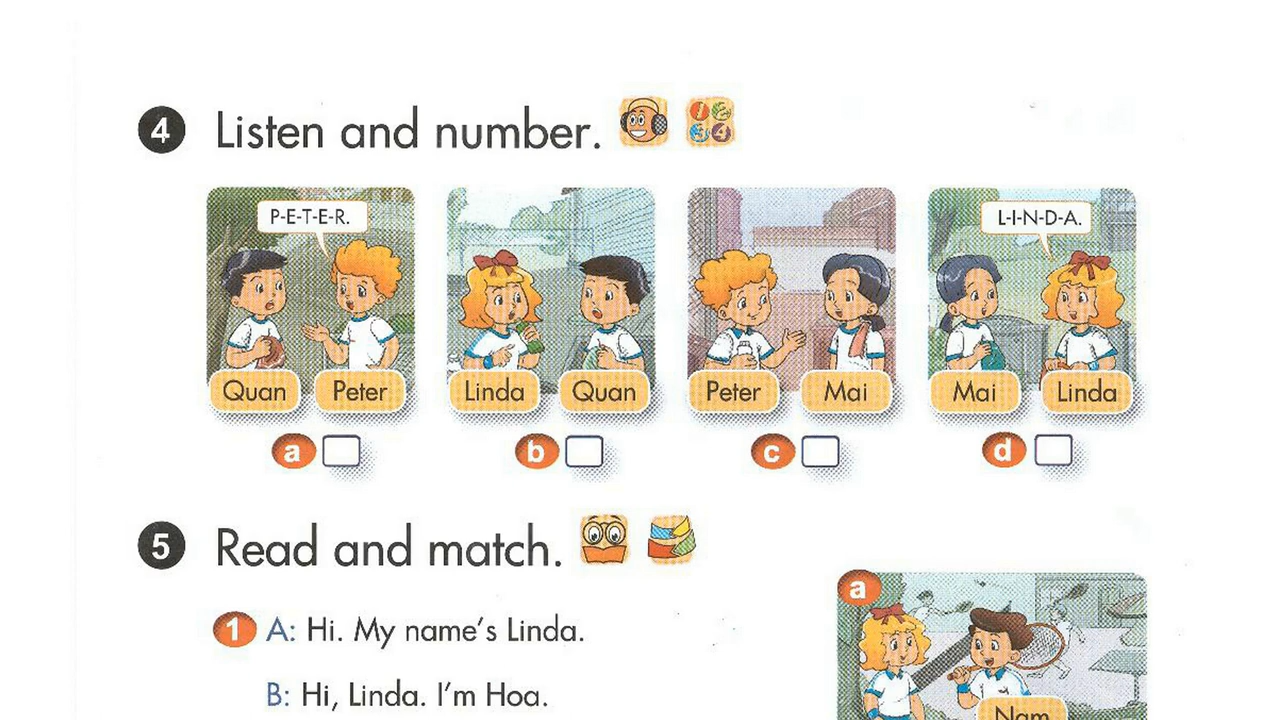 4 Listen and number.
P-E-T-E-R.
L-I-N-D-A.
Quan Peter Linda Quan Peter Mai Mai Linda
a b c d
5 Read and match.
a
1 A: Hi. My name's Linda.
B: Hi, Linda. I'm Hoa.
Nam